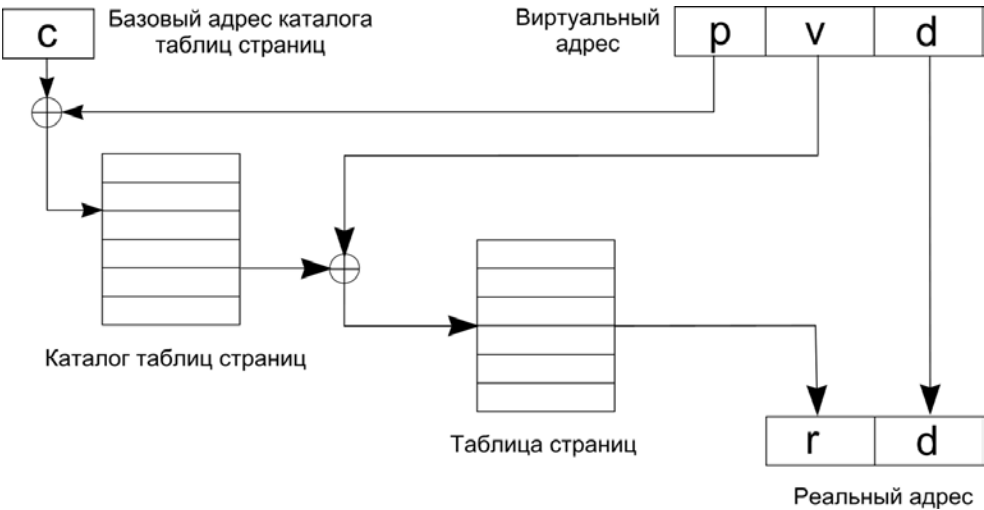 c
Базовый адрес каталога
таблиц страниц
Виртуальный
адрес
p v d
Каталог таблиц страниц
Таблица страниц
r d
Реальный адрес